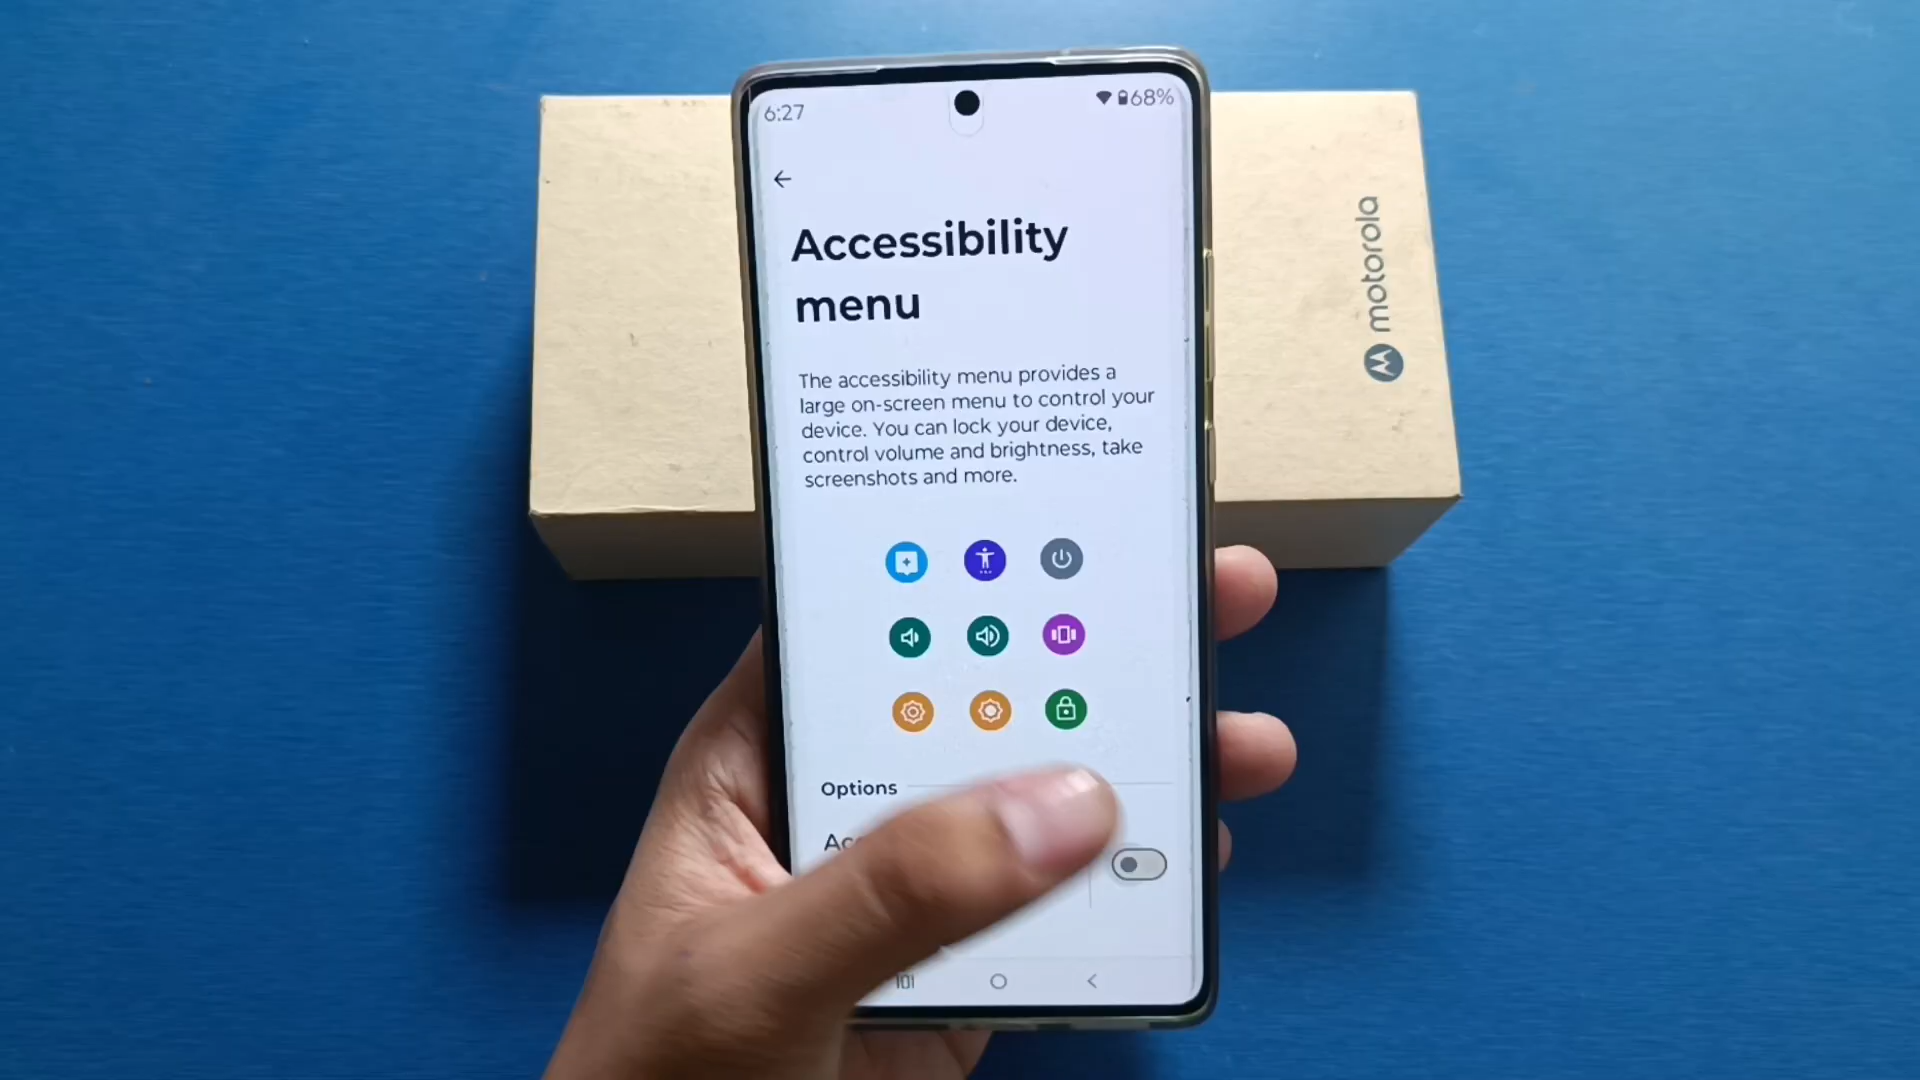 6:27
68%
Accessibility
menu
The accessibility menu provides a
large on-screen menu to control your
device. You can lock your device,
control volume and brightness, take
screenshots and more.
Options
motorola